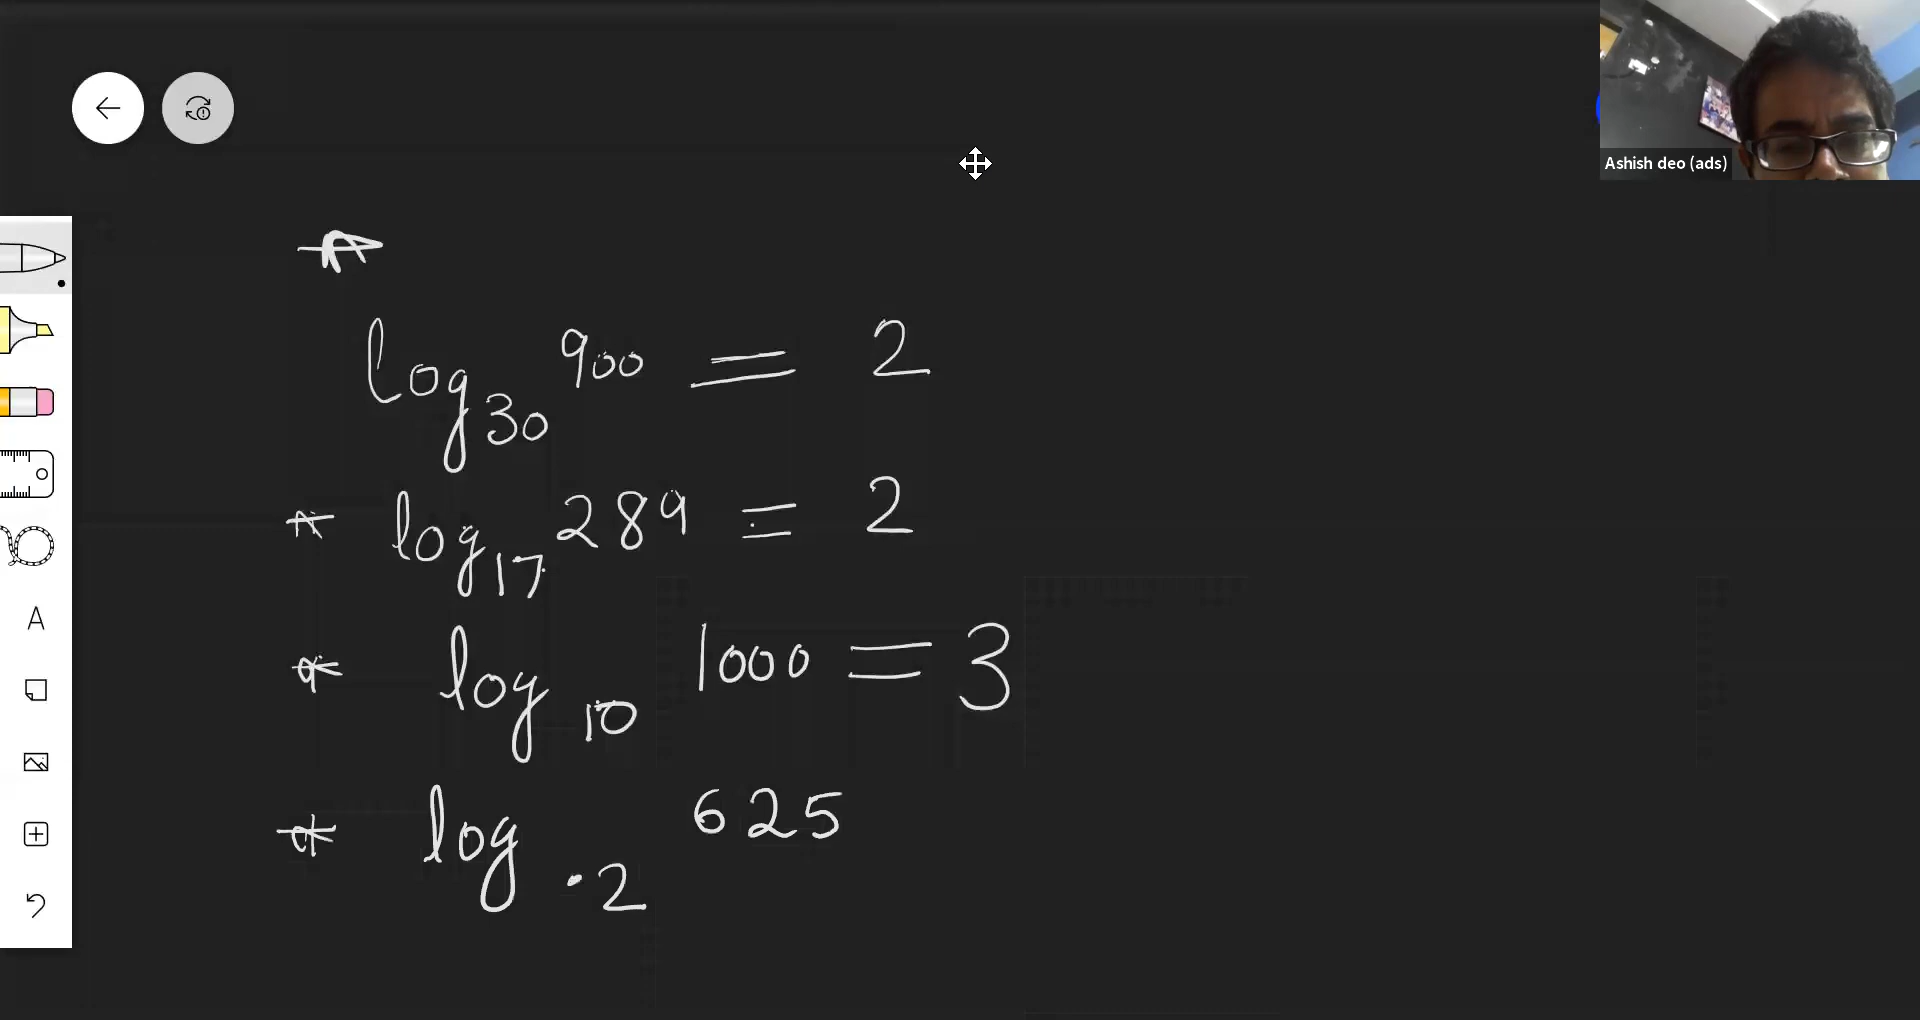 Ashish deo (ads)
log₃₀ 900 = 2
* log₁₇ 289 = 2
* log₁₀ 1000 = 3
* log.₂ 625
A